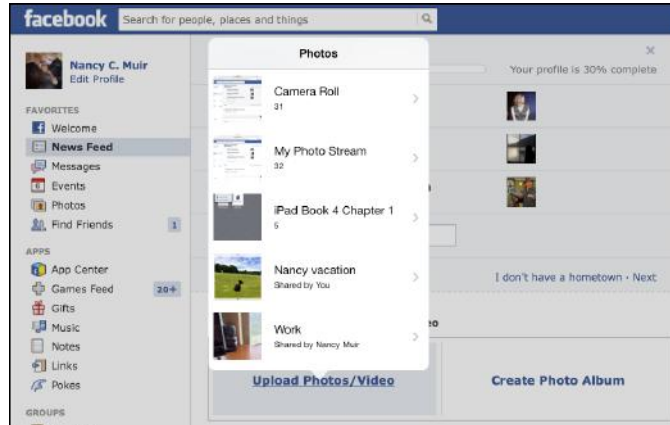 facebook
Search for people, places and things
Nancy C. Muir
Edit Profile
FAVORITES
Welcome
News Feed
Messages
Events
Photos
Find Friends 1
APPS
App Center
Games Feed 20+
Gifts
Music
Notes
Links
Pokes
GROUPS
Photos
Camera Roll
31
My Photo Stream
32
iPad Book 4 Chapter 1
5
Nancy vacation
Shared by You
Work
Shared by Nancy Muir
Your profile is 30% complete
I don't have a hometown · Next
eo
Upload Photos/Video
Create Photo Album